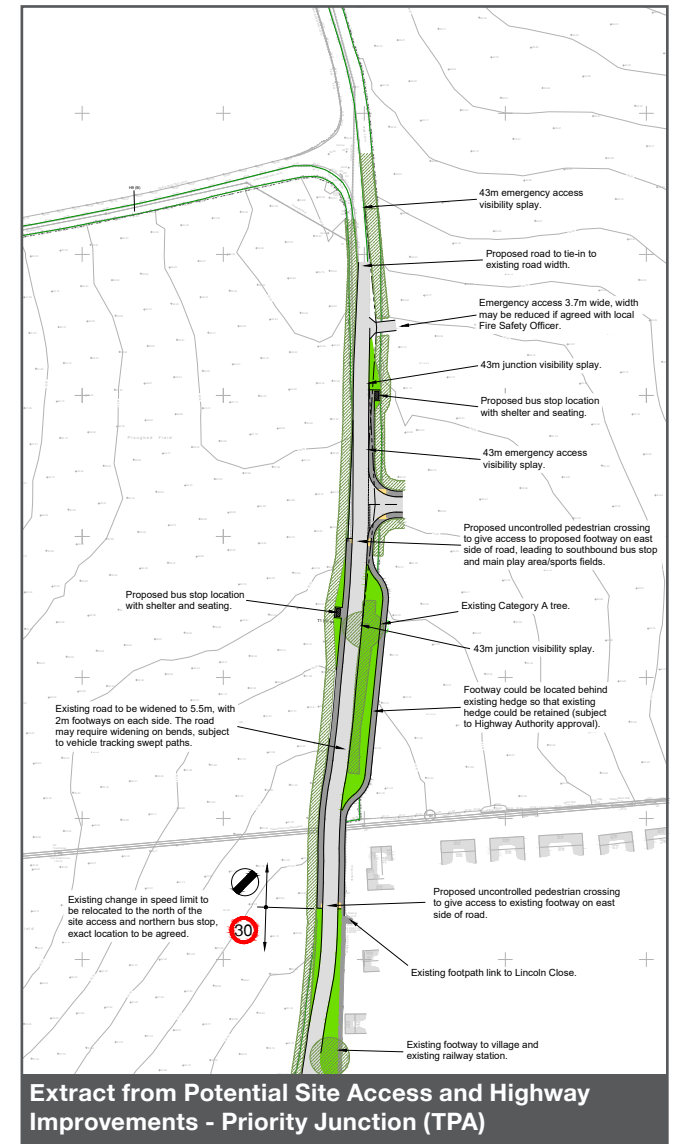 43m emergency access
visibility splay.
Proposed road to tie-in to
existing road width.
Emergency access 3.7m wide, width
may be reduced if agreed with local
Fire Safety Officer.
43m junction visibility splay.
Proposed bus stop location
with shelter and seating.
43m emergency access
visibility splay.
Ploughed Field
Proposed uncontrolled pedestrian crossing
to give access to proposed footway on east
side of road, leading to southbound bus stop
and main play area/sports fields.
Proposed bus stop location
with shelter and seating.
Existing Category A tree.
43m junction visibility splay.
Existing road to be widened to 5.5m, with
2m footways on each side. The road
may require widening on bends, subject
to vehicle tracking swept paths.
Footway could be located behind
existing hedge so that existing
hedge could be retained (subject
to Highway Authority approval).
Existing change in speed limit to
be relocated to the north of the
site access and northern bus stop,
exact location to be agreed.
30
Proposed uncontrolled pedestrian crossing
to give access to existing footway on east
side of road.
Existing footpath link to Lincoln Close.
Existing footway to village and
existing railway station.
Extract from Potential Site Access and Highway
Improvements - Priority Junction (TPA)